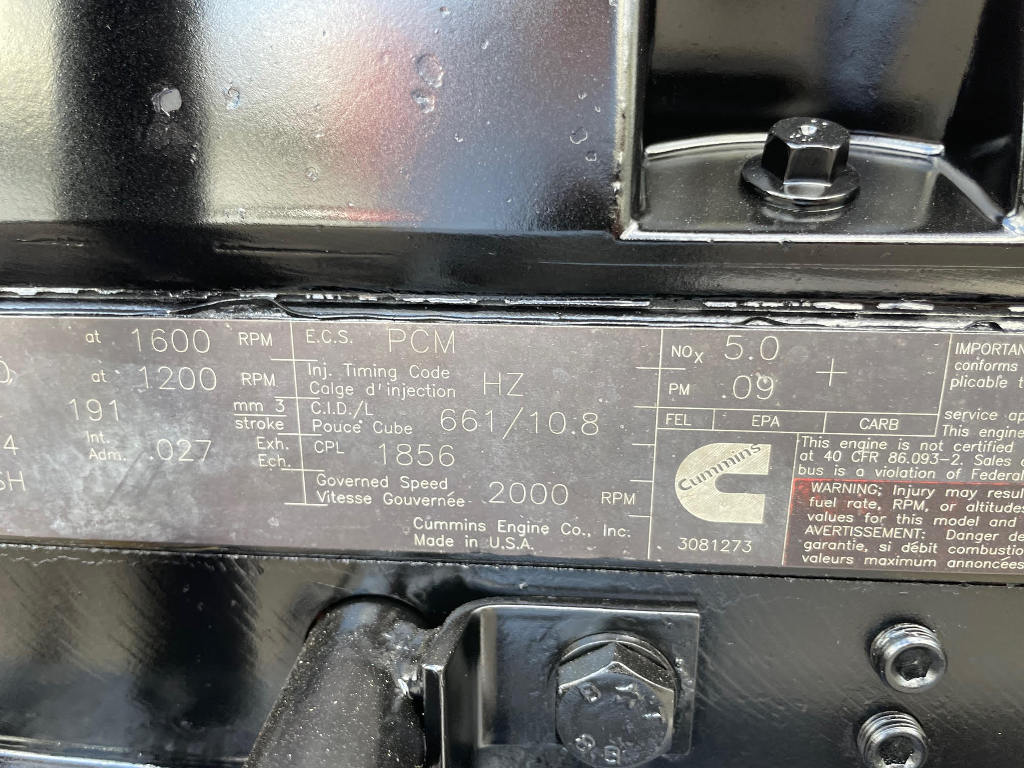 at 1600 RPM
at 1200 RPM
191 mm 3
stroke
4 Int. Exh.
Adm. .027 Ech.
SH
E.C.S. PCM
Inj. Timing Code
Calge d'injection HZ
C.I.D./L
Pouce Cube 661/10.8
CPL 1856
Governed Speed
Vitesse Gouvernée 2000 RPM
Cummins Engine Co., Inc.
Made in U.S.A.
NOx 5.0
PM .09 +
FEL EPA CARB
Cummins
3081273
IMPORTAN
conforms
plicable t
service ap
This engine
This engine is not certified
at 40 CFR 86.093-2. Sales o
bus is a violation of Federal
WARNING: Injury may resul
fuel rate, RPM, or altitudes
values for this model and
AVERTISSEMENT: Danger de
garantie, si débit combustio
valeurs maximum annoncées